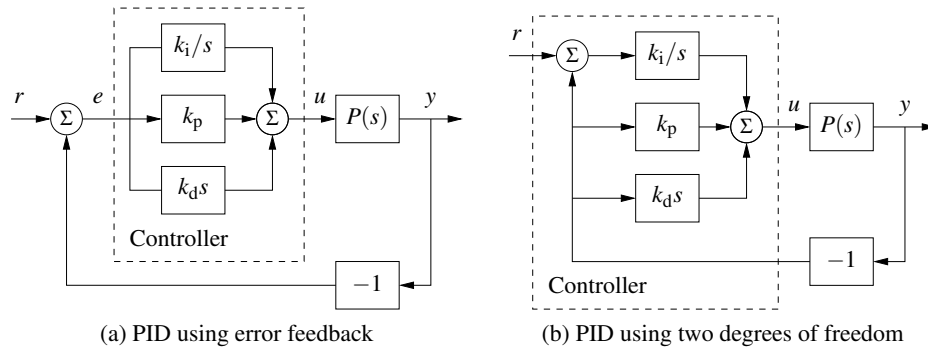 r
Σ
e
k_i/s
k_p
k_d s
Σ
u
P(s)
y
Controller
−1
(a) PID using error feedback
r
Σ
k_i/s
k_p
k_d s
Σ
u
P(s)
y
−1
Controller
(b) PID using two degrees of freedom